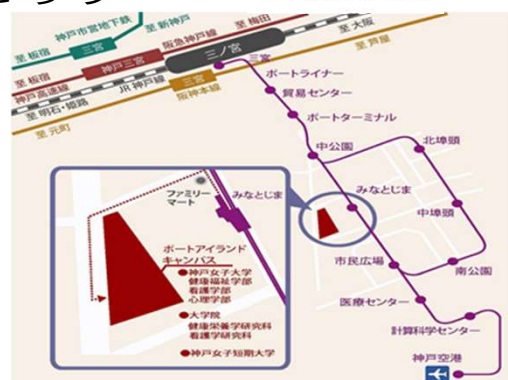 神戸市営地下鉄
至 新神戸
至 板宿
三宮
阪急神戸線
至 梅田
至 大阪
至 板宿
神戸三宮
三ノ宮
三宮
至 芦屋
神戸高速線
JR 神戸線
三宮
阪神本線
至 明石・姫路
至 元町
ポートライナー
貿易センター
ポートターミナル
中公園
北埠頭
みなとじま
中埠頭
市民広場
南公園
医療センター
計算科学センター
神戸空港
ファミリー
マート
みなとじま
ポートアイランド
キャンパス
●神戸女子大学
健康福祉学部
看護学部
心理学部
●大学院
健康栄養学研究科
看護学研究科
●神戸女子短期大学